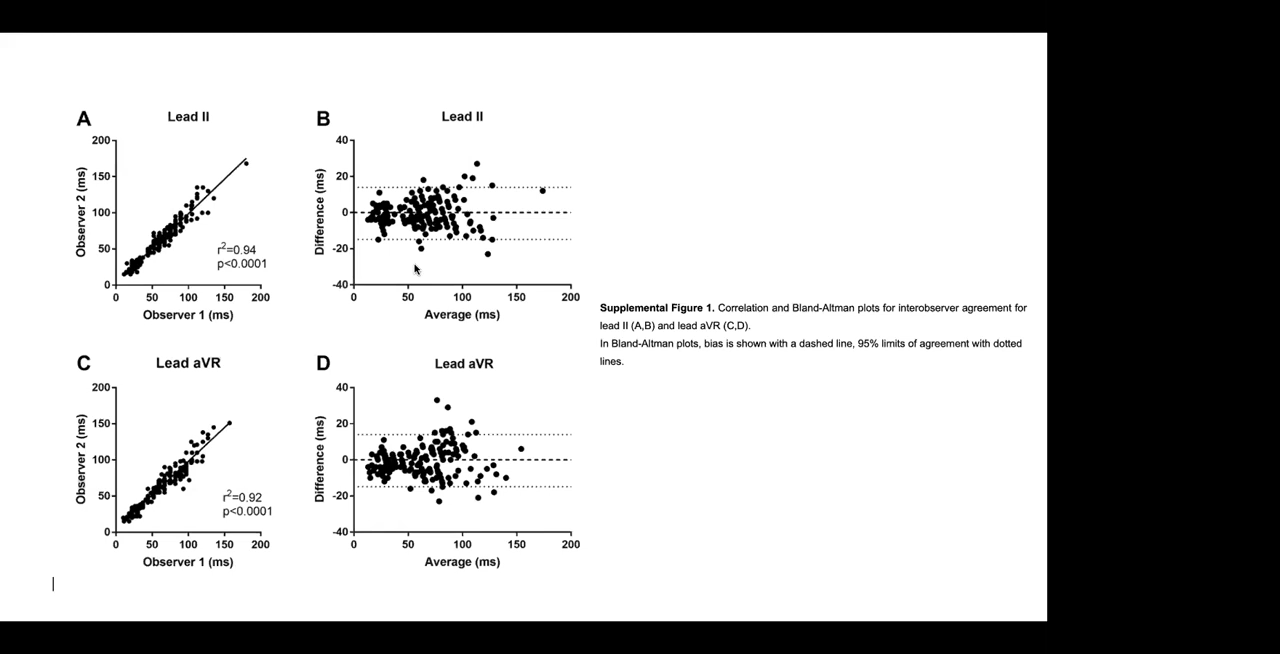 A
Lead II
200
150
100
50
0
Observer 2 (ms)
r²=0.94
p<0.0001
0 50 100 150 200
Observer 1 (ms)
B
Lead II
40
20
0
-20
-40
Difference (ms)
0 50 100 150 200
Average (ms)
Supplemental Figure 1. Correlation and Bland-Altman plots for interobserver agreement for
lead II (A,B) and lead aVR (C,D).
In Bland-Altman plots, bias is shown with a dashed line, 95% limits of agreement with dotted
lines.
C
Lead aVR
200
150
100
50
0
Observer 2 (ms)
r²=0.92
p<0.0001
0 50 100 150 200
Observer 1 (ms)
D
Lead aVR
40
20
0
-20
-40
Difference (ms)
0 50 100 150 200
Average (ms)